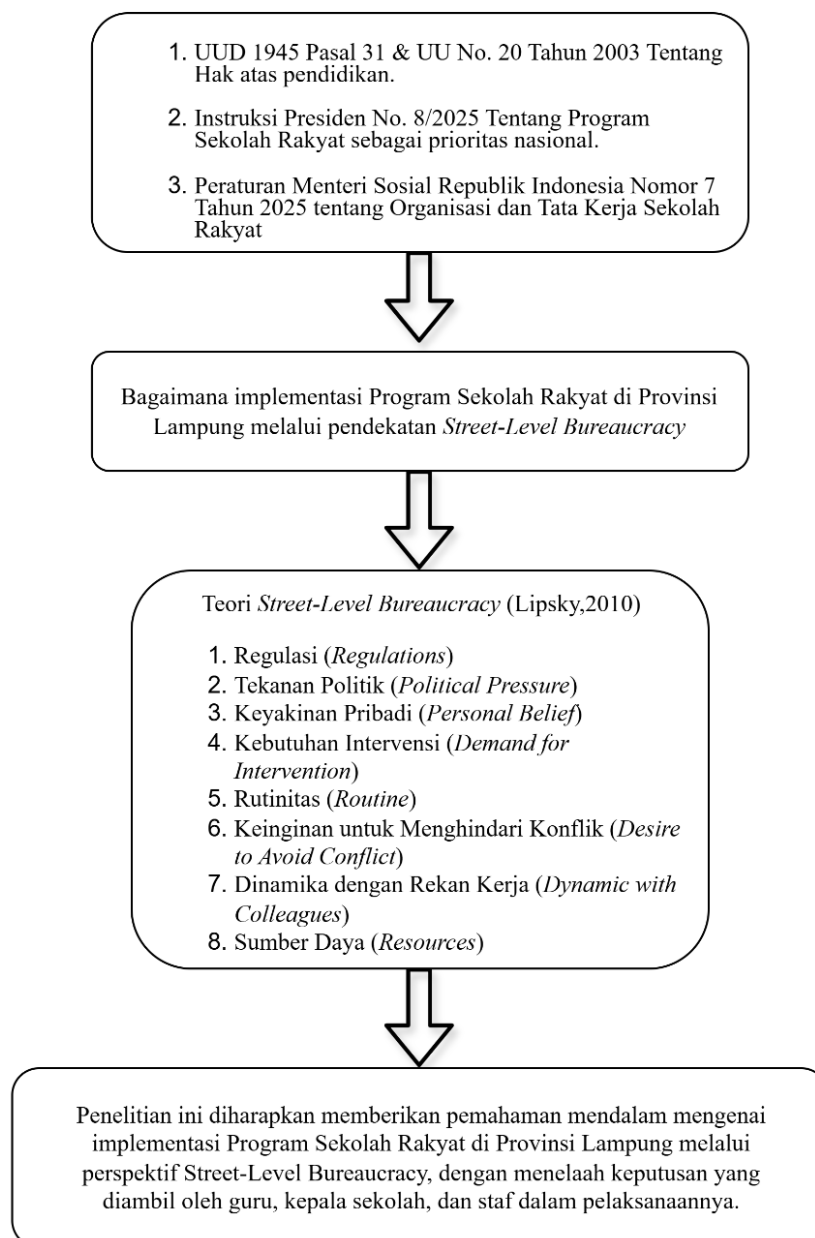 1. UUD 1945 Pasal 31 & UU No. 20 Tahun 2003 Tentang
Hak atas pendidikan.
2. Instruksi Presiden No. 8/2025 Tentang Program
Sekolah Rakyat sebagai prioritas nasional.
3. Peraturan Menteri Sosial Republik Indonesia Nomor 7
Tahun 2025 tentang Organisasi dan Tata Kerja Sekolah
Rakyat
Bagaimana implementasi Program Sekolah Rakyat di Provinsi
Lampung melalui pendekatan Street-Level Bureaucracy
Teori Street-Level Bureaucracy (Lipsky,2010)
1. Regulasi (Regulations)
2. Tekanan Politik (Political Pressure)
3. Keyakinan Pribadi (Personal Belief)
4. Kebutuhan Intervensi (Demand for
Intervention)
5. Rutinitas (Routine)
6. Keinginan untuk Menghindari Konflik (Desire
to Avoid Conflict)
7. Dinamika dengan Rekan Kerja (Dynamic with
Colleagues)
8. Sumber Daya (Resources)
Penelitian ini diharapkan memberikan pemahaman mendalam mengenai
implementasi Program Sekolah Rakyat di Provinsi Lampung melalui
perspektif Street-Level Bureaucracy, dengan menelaah keputusan yang
diambil oleh guru, kepala sekolah, dan staf dalam pelaksanaannya.